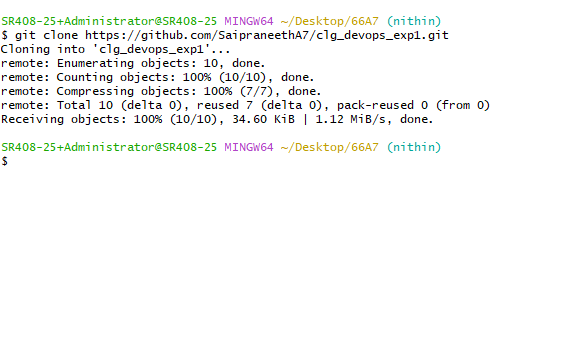 SR408-25+Administrator@SR408-25 MINGW64 ~/Desktop/66A7 (nithin)
$ git clone https://github.com/SaipraneethA7/clg_devops_exp1.git
Cloning into 'clg_devops_exp1'...
remote: Enumerating objects: 10, done.
remote: Counting objects: 100% (10/10), done.
remote: Compressing objects: 100% (7/7), done.
remote: Total 10 (delta 0), reused 7 (delta 0), pack-reused 0 (from 0)
Receiving objects: 100% (10/10), 34.60 KiB | 1.12 MiB/s, done.
SR408-25+Administrator@SR408-25 MINGW64 ~/Desktop/66A7 (nithin)
$